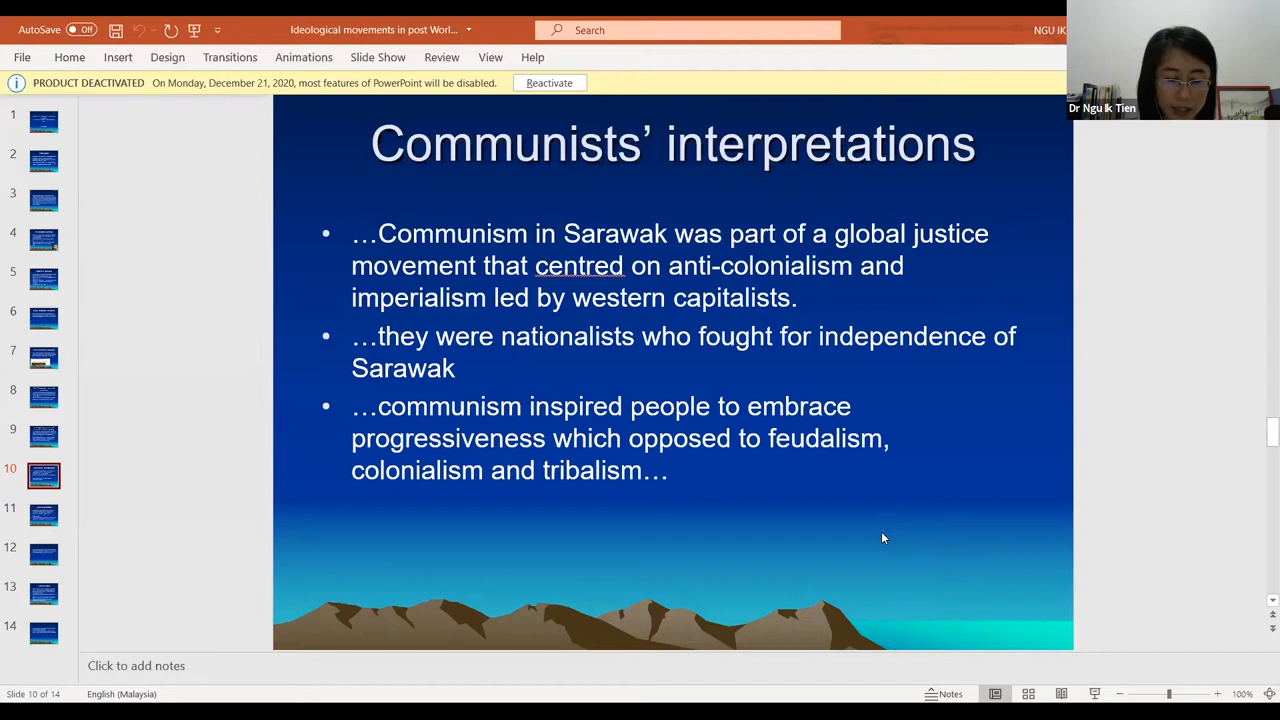 AutoSave Off Ideological movements in post Worl... Search NGU IK
File Home Insert Design Transitions Animations Slide Show Review View Help
PRODUCT DEACTIVATED On Monday, December 21, 2020, most features of PowerPoint will be disabled. Reactivate
Dr Ngu Ik Tien
1
2
3
4
5
6
7
8
9
10
11
12
13
14
Communists’ interpretations
• …Communism in Sarawak was part of a global justice
movement that centred on anti-colonialism and
imperialism led by western capitalists.
• …they were nationalists who fought for independence of
Sarawak
• …communism inspired people to embrace
progressiveness which opposed to feudalism,
colonialism and tribalism…
Click to add notes
Slide 10 of 14 English (Malaysia) Notes 100%